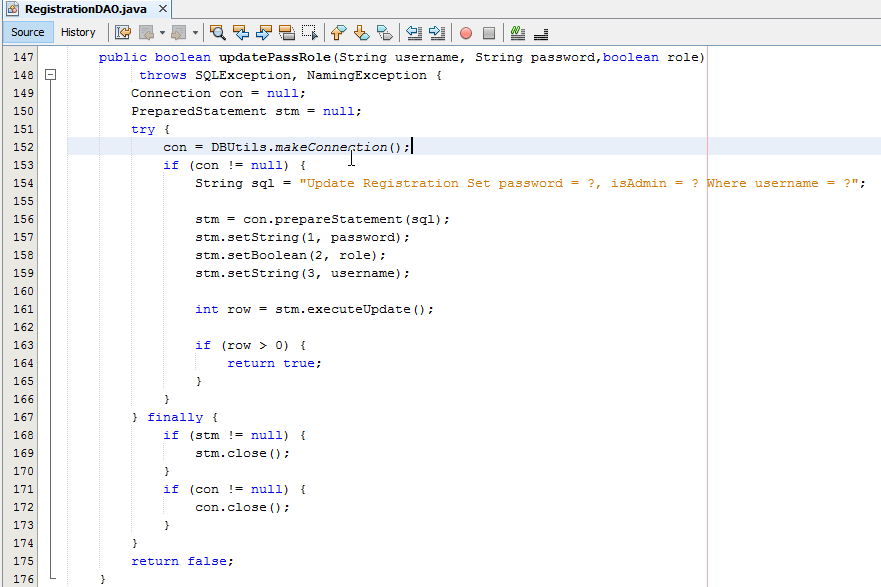 RegistrationDAO.java
Source History
147 public boolean updatePassRole(String username, String password,boolean role)
148 throws SQLException, NamingException {
149 Connection con = null;
150 PreparedStatement stm = null;
151 try {
152 con = DBUtils.makeConnection();
153 if (con != null) {
154 String sql = "Update Registration Set password = ?, isAdmin = ? Where username = ?";
155
156 stm = con.prepareStatement(sql);
157 stm.setString(1, password);
158 stm.setBoolean(2, role);
159 stm.setString(3, username);
160
161 int row = stm.executeUpdate();
162
163 if (row > 0) {
164 return true;
165 }
166 }
167 } finally {
168 if (stm != null) {
169 stm.close();
170 }
171 if (con != null) {
172 con.close();
173 }
174 }
175 return false;
176 }